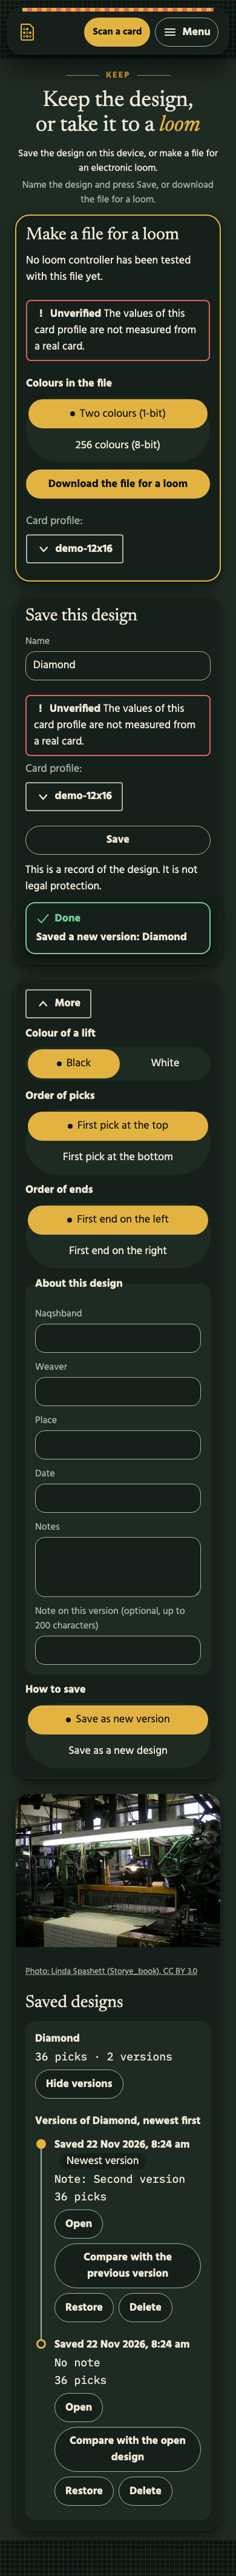 Scan a card
Menu
KEEP
Keep the design,
or take it to a loom
Save the design on this device, or make a file for
an electronic loom.
Name the design and press Save, or download
the file for a loom.
Make a file for a loom
No loom controller has been tested
with this file yet.
! Unverified The values of this
card profile are not measured from
a real card.
Colours in the file
Two colours (1-bit)
256 colours (8-bit)
Download the file for a loom
Card profile:
demo-12x16
Save this design
Name
Diamond
! Unverified The values of this
card profile are not measured from
a real card.
Card profile:
demo-12x16
Save
This is a record of the design. It is not
legal protection.
Done
Saved a new version: Diamond
More
Colour of a lift
Black
White
Order of picks
First pick at the top
First pick at the bottom
Order of ends
First end on the left
First end on the right
About this design
Naqshband
Weaver
Place
Date
Notes
Note on this version (optional, up to
200 characters)
How to save
Save as new version
Save as a new design
Photo: Linda Spashett (Storye_book), CC BY 3.0
Saved designs
Diamond
36 picks · 2 versions
Hide versions
Versions of Diamond, newest first
Saved 22 Nov 2026, 8:24 am
Newest version
Note: Second version
36 picks
Open
Compare with the
previous version
Restore
Delete
Saved 22 Nov 2026, 8:24 am
No note
36 picks
Open
Compare with the open
design
Restore
Delete